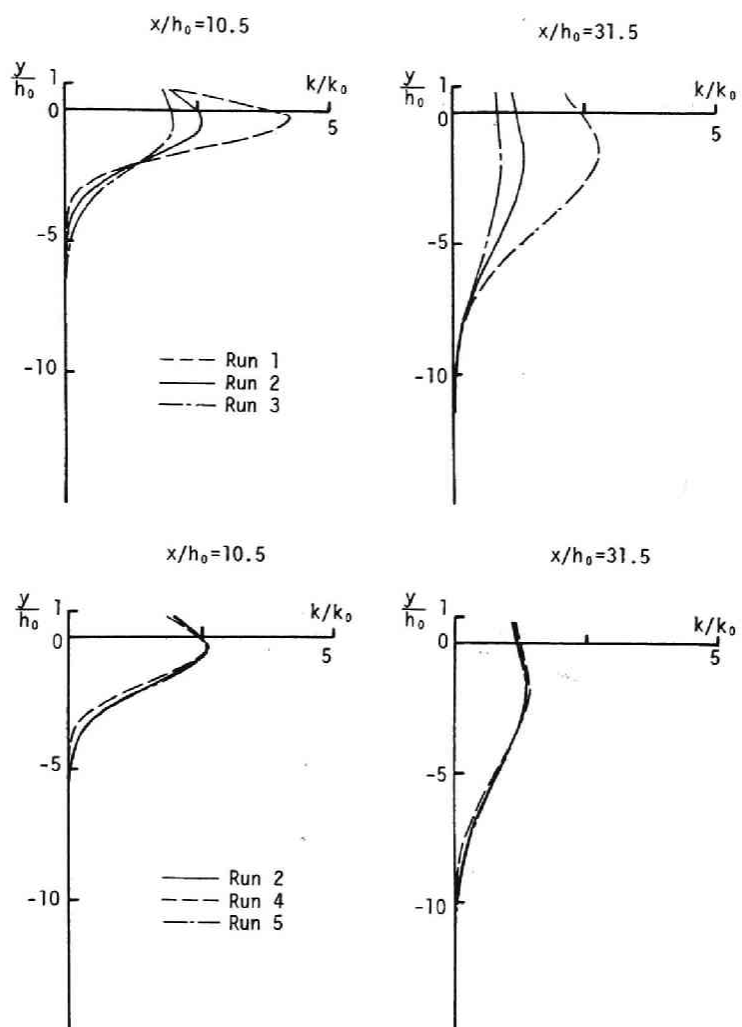 x/h₀=10.5
y/h₀
1
k/k₀
0
5
-5
-10
Run 1
Run 2
Run 3
x/h₀=31.5
y/h₀
1
k/k₀
0
5
-5
-10
x/h₀=10.5
y/h₀
1
k/k₀
0
5
-5
-10
Run 2
Run 4
Run 5
x/h₀=31.5
y/h₀
1
k/k₀
0
5
-5
-10